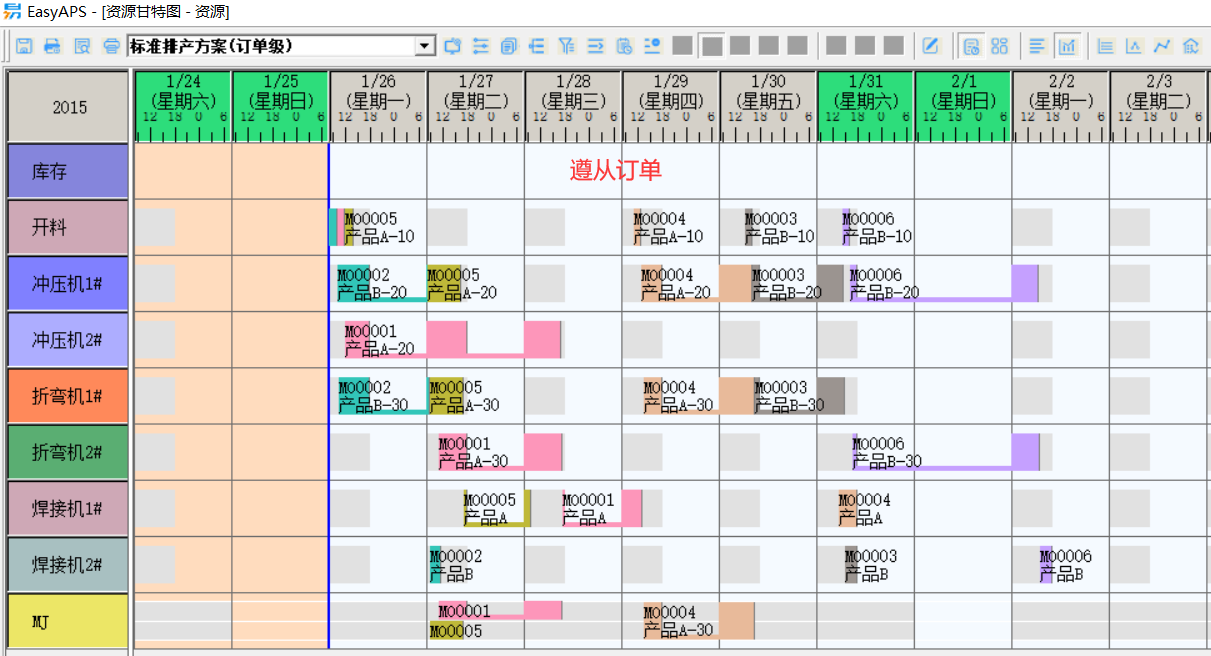 EasyAPS - [资源甘特图 - 资源]
标准排产方案(订单级)
2015
1/24 1/25 1/26 1/27 1/28 1/29 1/30 1/31 2/1 2/2 2/3
(星期六) (星期日) (星期一) (星期二) (星期三) (星期四) (星期五) (星期六) (星期日) (星期一) (星期二)
12 18 0 6 12 18 0 6 12 18 0 6 12 18 0 6 12 18 0 6 12 18 0 6 12 18 0 6 12 18 0 6 12 18 0 6 12 18 0 6 12 18 0 6
库存
遵从订单
开料
MO0005 MO0004 MO0003 MO0006
产品A-10 产品A-10 产品B-10 产品B-10
冲压机1#
MO0002 MO0005 MO0004 MO0003 MO0006
产品B-20 产品A-20 产品A-20 产品B-20 产品B-20
冲压机2#
MO0001
产品A-20
折弯机1#
MO0002 MO0005 MO0004 MO0003
产品B-30 产品A-30 产品A-30 产品B-30
折弯机2#
MO0001 MO0006
产品A-30 产品B-30
焊接机1#
MO0005 MO0001 MO0004
产品A 产品A 产品A
焊接机2#
MO0002 MO0003 MO0006
产品B 产品B 产品B
MJ
MO0001 MO0004
MO0005 产品A-30